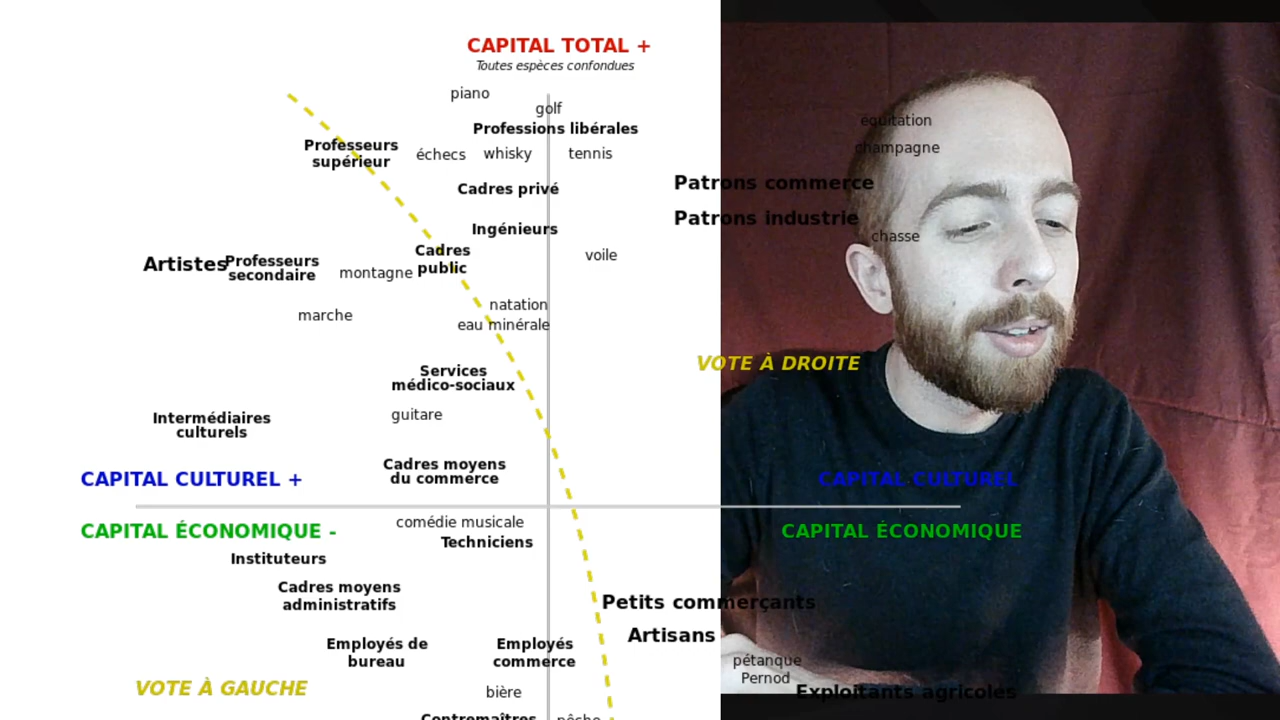 CAPITAL TOTAL +
Toutes espèces confondues
piano
golf
équitation
Professions libérales
Professeurs
supérieur
échecs
whisky
tennis
champagne
Cadres privé
Patrons commerce
Patrons industrie
Ingénieurs
chasse
Cadres
public
voile
Artistes
Professeurs
secondaire
montagne
natation
marche
eau minérale
VOTE À DROITE
Services
médico-sociaux
guitare
Intermédiaires
culturels
Cadres moyens
du commerce
CAPITAL CULTUREL +
CAPITAL CULTUREL
comédie musicale
CAPITAL ÉCONOMIQUE -
CAPITAL ÉCONOMIQUE
Techniciens
Instituteurs
Cadres moyens
administratifs
Petits commerçants
Artisans
Employés de
bureau
Employés
commerce
pétanque
Pernod
VOTE À GAUCHE
bière
Exploitants agricoles
Contremaîtres
pêche